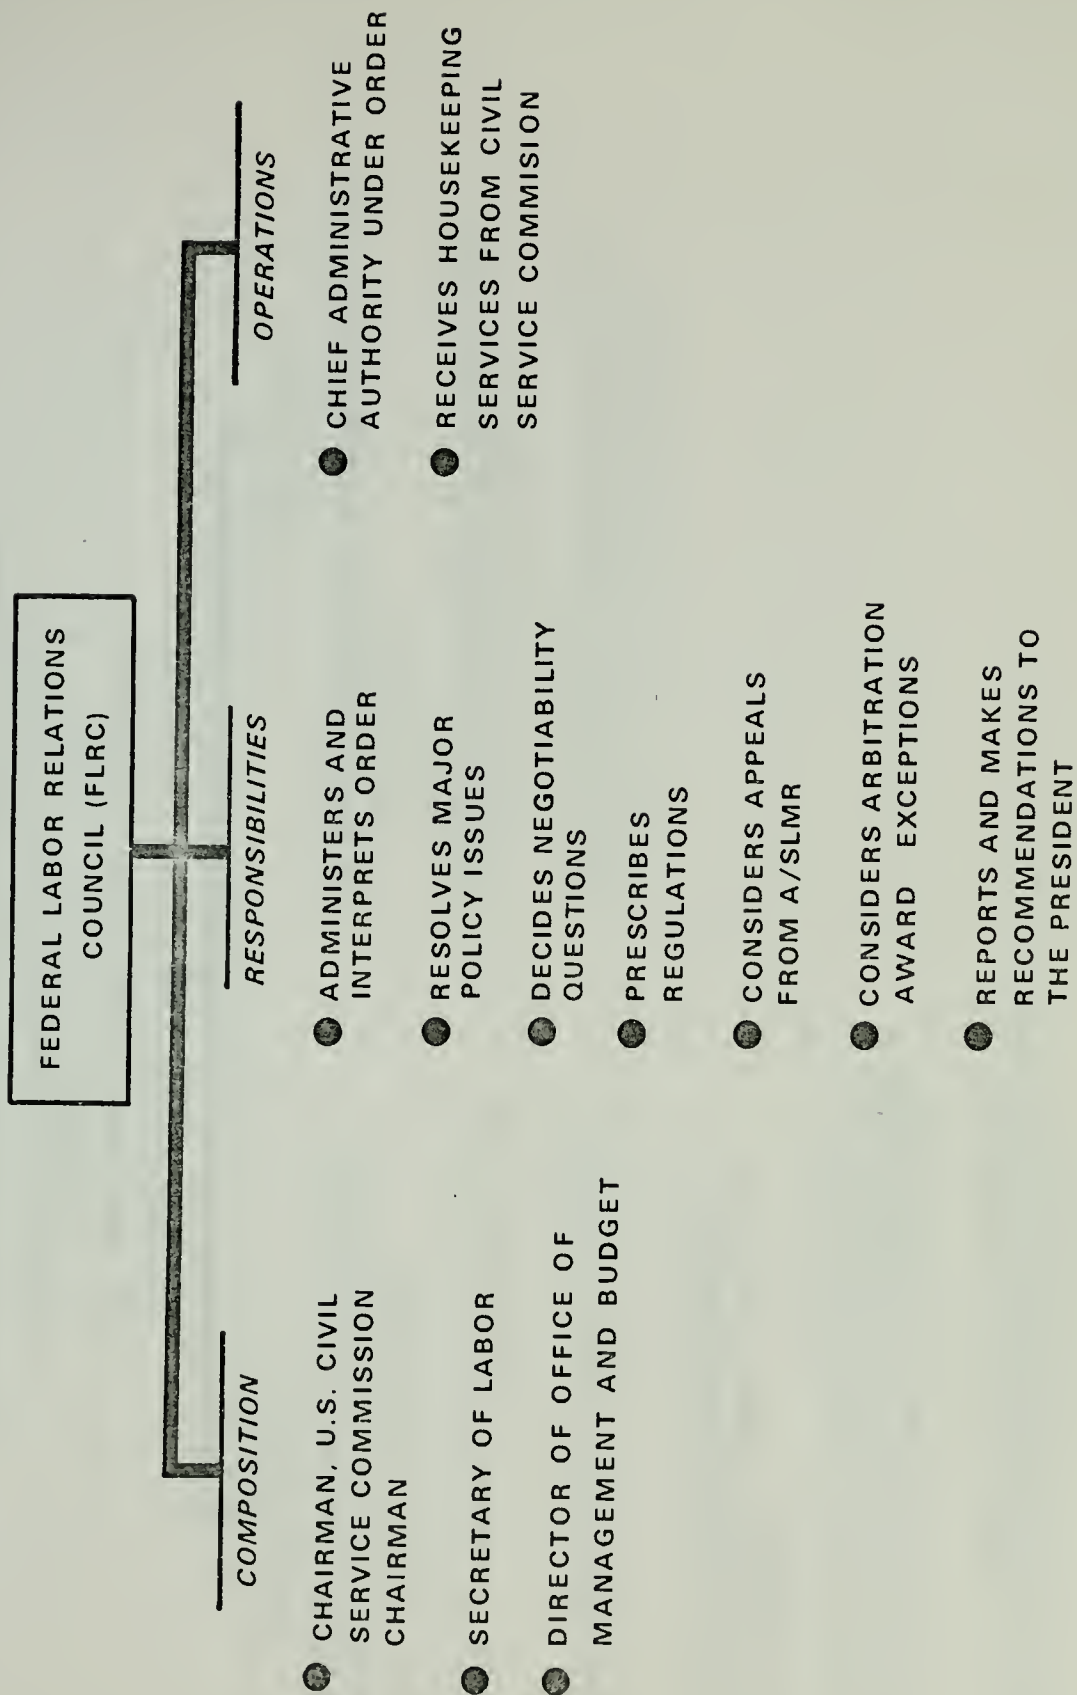 FEDERAL LABOR RELATIONS
COUNCIL (FLRC)
COMPOSITION
CHAIRMAN, U.S. CIVIL
SERVICE COMMISSION
CHAIRMAN
SECRETARY OF LABOR
DIRECTOR OF OFFICE OF
MANAGEMENT AND BUDGET
RESPONSIBILITIES
ADMINISTERS AND
INTERPRETS ORDER
RESOLVES MAJOR
POLICY ISSUES
DECIDES NEGOTIABILITY
QUESTIONS
PRESCRIBES
REGULATIONS
CONSIDERS APPEALS
FROM A/SLMR
CONSIDERS ARBITRATION
AWARD EXCEPTIONS
REPORTS AND MAKES
RECOMMENDATIONS TO
THE PRESIDENT
OPERATIONS
CHIEF ADMINISTRATIVE
AUTHORITY UNDER ORDER
RECEIVES HOUSEKEEPING
SERVICES FROM CIVIL
SERVICE COMMISION